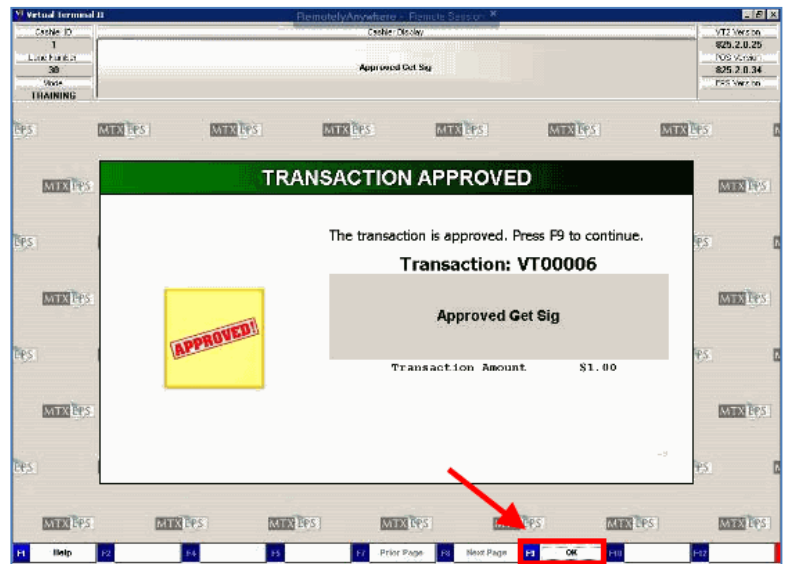 Virtual Terminal II
RemotelyAnywhere - Remote Session
Cashier ID
1
Lane Number
30
Mode
TRAINING
Cashier Display
Approved Get Sig
VT2 Version
825.2.0.25
POS Version
825.2.0.34
MTX EPS
TRANSACTION APPROVED
The transaction is approved. Press F9 to continue.
Transaction: VT00006
APPROVED!
Approved Get Sig
Transaction Amount $1.00
F1 Help F2 F4 F5 F7 Prior Page F8 Next Page F9 OK F10 F12